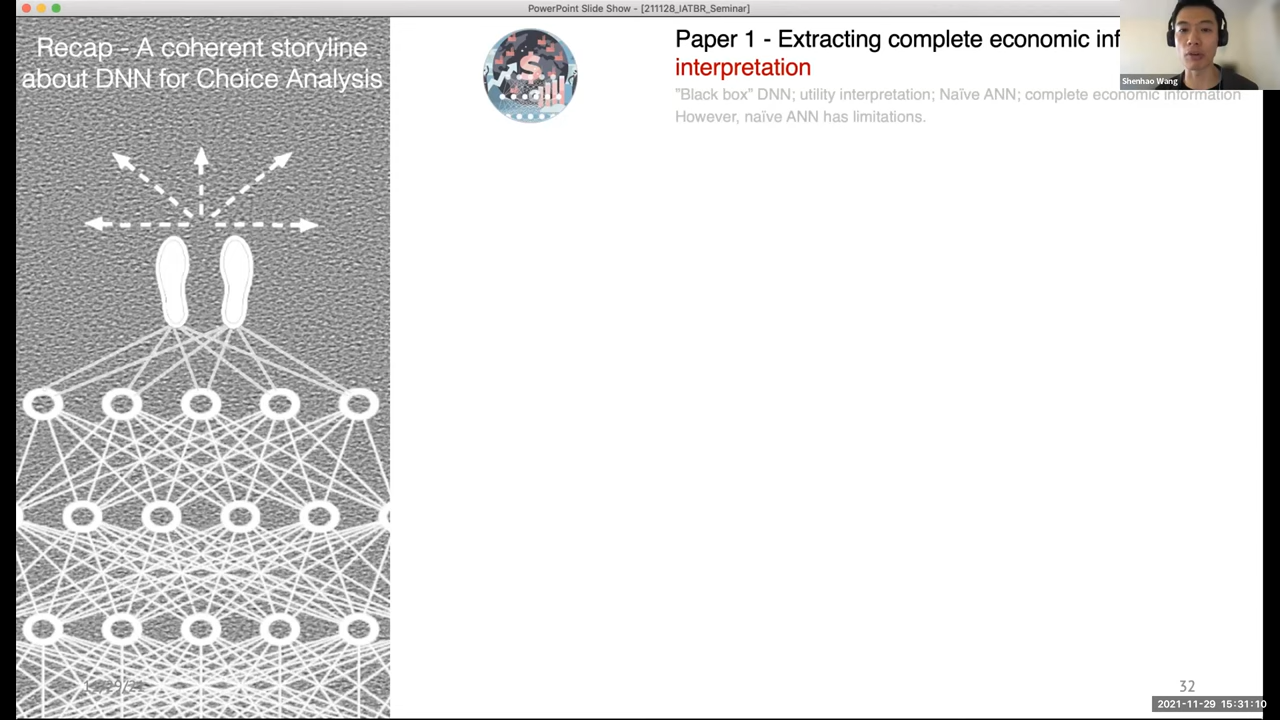 PowerPoint Slide Show - [211128_IATBR_Seminar]
Recap - A coherent storyline
about DNN for Choice Analysis
Paper 1 - Extracting complete economic
interpretation
"Black box" DNN; utility interpretation; Naïve ANN; complete economic information
However, naïve ANN has limitations.
Shenhao Wang
32
2021-11-29 15:31:10